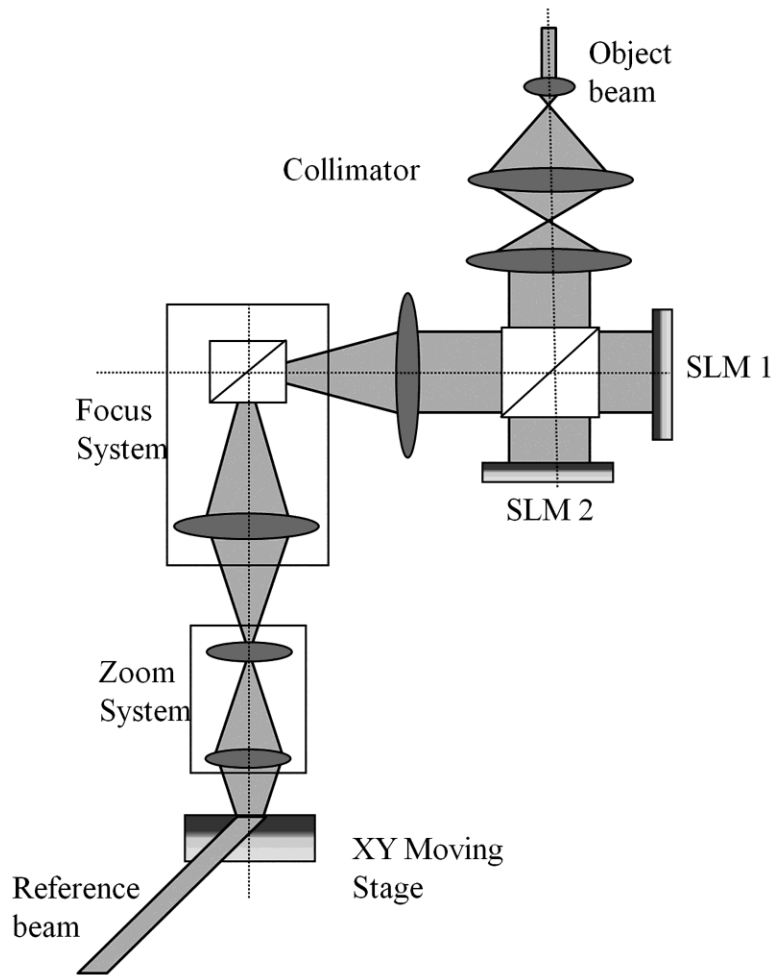 Object
beam
Collimator
SLM 1
Focus
System
SLM 2
Zoom
System
XY Moving
Stage
Reference
beam